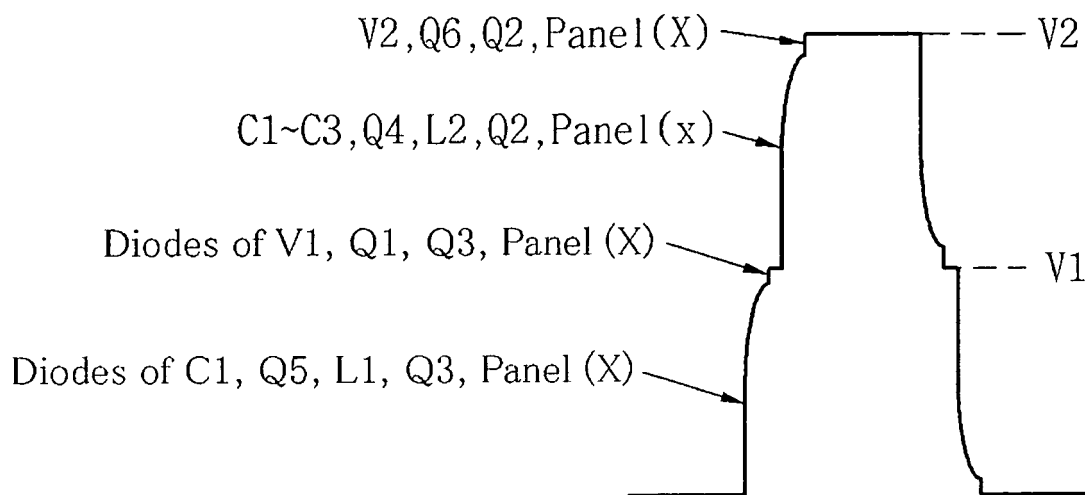 V2,Q6,Q2,Panel(X)
V2
C1~C3,Q4,L2,Q2,Panel(x)
Diodes of V1, Q1, Q3, Panel (X)
V1
Diodes of C1, Q5, L1, Q3, Panel (X)